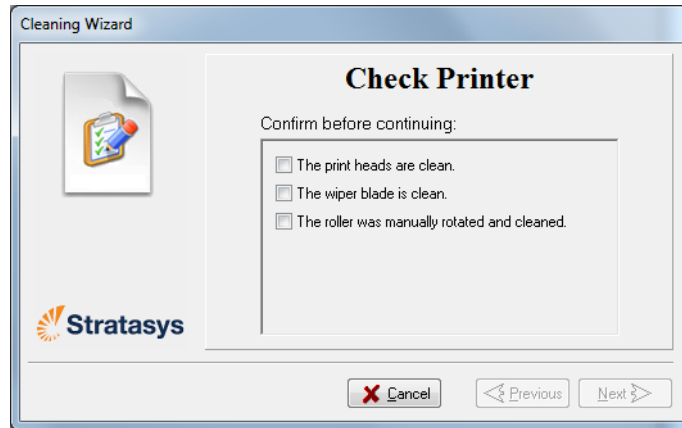 Cleaning Wizard
Check Printer
Confirm before continuing:
The print heads are clean.
The wiper blade is clean.
The roller was manually rotated and cleaned.
Stratasys
Cancel
Previous
Next